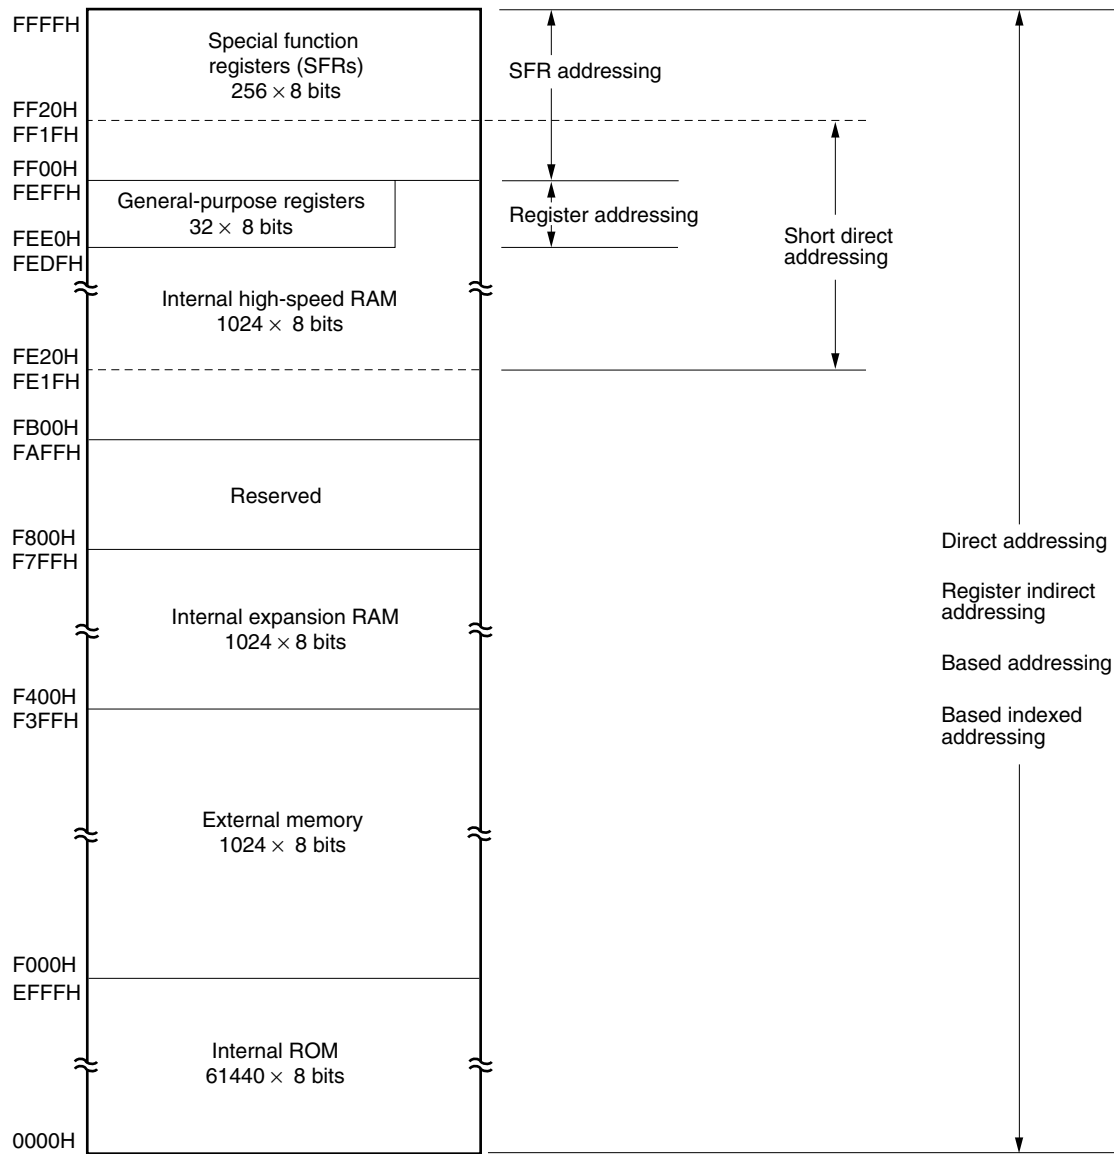 FFFFH
Special function
registers (SFRs)
256 × 8 bits
SFR addressing
FF20H
FF1FH
FF00H
FEFFH
General-purpose registers
32 × 8 bits
Register addressing
Short direct
addressing
FEE0H
FEDFH
Internal high-speed RAM
1024 × 8 bits
FE20H
FE1FH
FB00H
FAFFH
Reserved
F800H
F7FFH
Direct addressing
Register indirect
addressing
Based addressing
Based indexed
addressing
Internal expansion RAM
1024 × 8 bits
F400H
F3FFH
External memory
1024 × 8 bits
F000H
EFFFH
Internal ROM
61440 × 8 bits
0000H